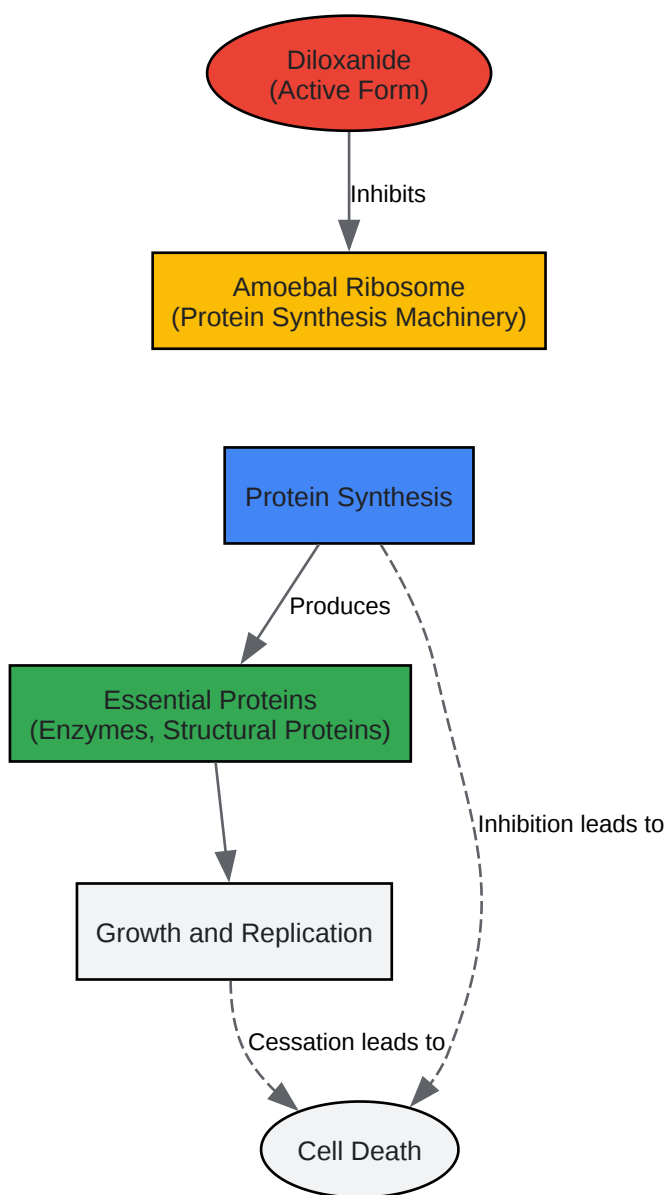 Diloxanide
(Active Form)
Inhibits
Amoebal Ribosome
(Protein Synthesis Machinery)
Protein Synthesis
Produces
Essential Proteins
(Enzymes, Structural Proteins)
Inhibition leads to
Growth and Replication
Cessation leads to
Cell Death